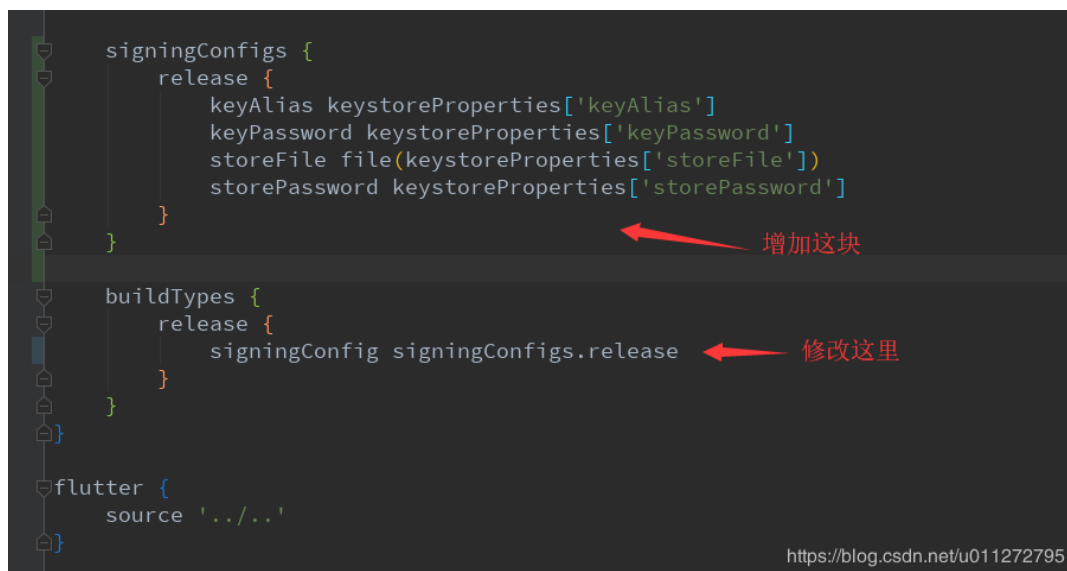 signingConfigs {
release {
keyAlias keystoreProperties['keyAlias']
keyPassword keystoreProperties['keyPassword']
storeFile file(keystoreProperties['storeFile'])
storePassword keystoreProperties['storePassword']
}
}
增加这块
buildTypes {
release {
signingConfig signingConfigs.release 修改这里
}
}
}
flutter {
source '../..'
}
https://blog.csdn.net/u011272795